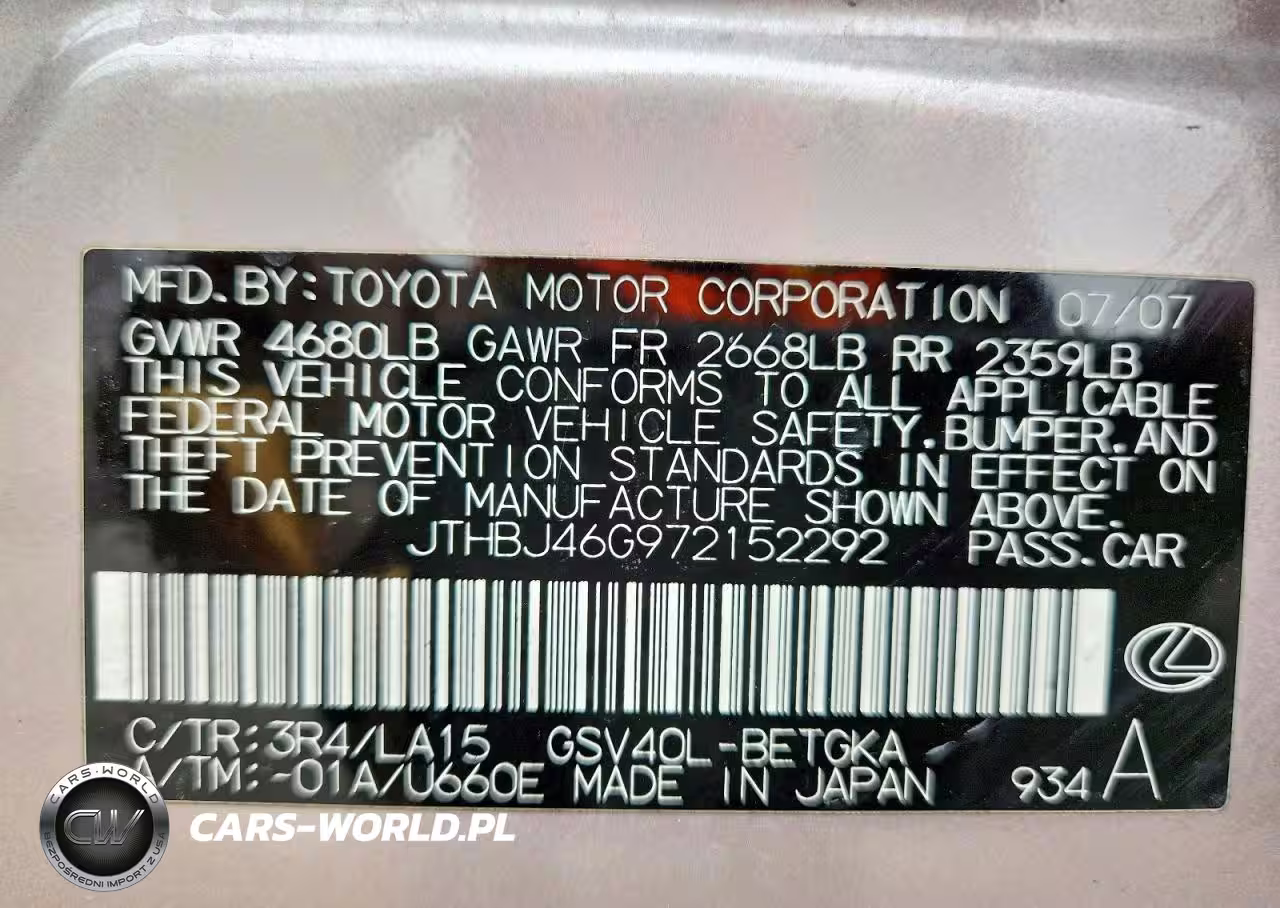 MFD.BY:TOYOTA MOTOR CORPORATION 07/07
GVWR 4680LB GAWR FR 2668LB RR 2359LB
THIS VEHICLE CONFORMS TO ALL APPLICABLE
FEDERAL MOTOR VEHICLE SAFETY.BUMPER.AND
THEFT PREVENTION STANDARDS IN EFFECT ON
THE DATE OF MANUFACTURE SHOWN ABOVE.
JTHBJ46G972152292 PASS.CAR
C/TR:3R4/LA15 GSV40L-BETGKA
A/TM:-01A/U660E MADE IN JAPAN 934 A
CARS-WORLD
CW
BEZPOŚREDNI IMPORT Z USA
CARS-WORLD.PL